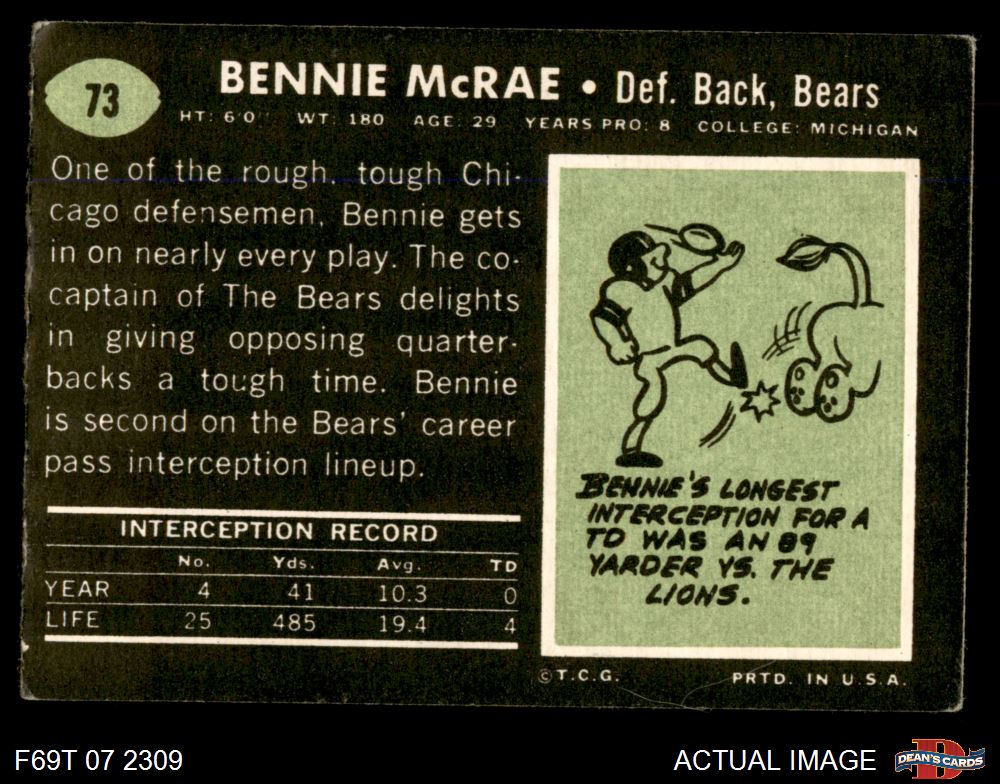 73
BENNIE McRAE • Def. Back, Bears
HT: 6'0" WT: 180 AGE: 29 YEARS PRO: 8 COLLEGE: MICHIGAN
One of the rough, tough Chi-
cago defensemen, Bennie gets
in on nearly every play. The co-
captain of The Bears delights
in giving opposing quarter-
backs a tough time. Bennie
is second on the Bears' career
pass interception lineup.
INTERCEPTION RECORD
No. Yds. Avg. TD
YEAR 4 41 10.3 0
LIFE 25 485 19.4 4
BENNIE'S LONGEST
INTERCEPTION FOR A
TD WAS AN 89
YARDER VS. THE
LIONS.
© T.C.G. PRTD. IN U.S.A.
F69T 07 2309
ACTUAL IMAGE
DEAN'S CARDS